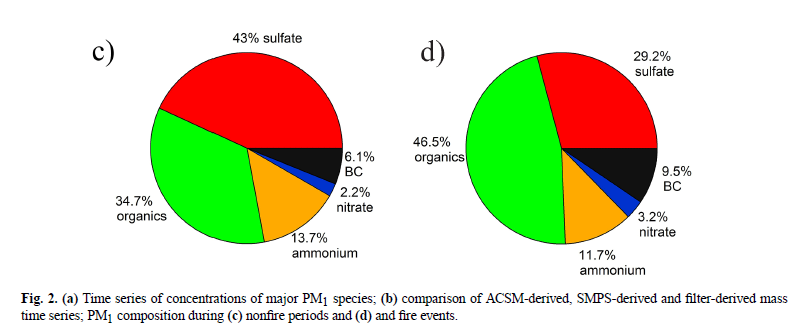 c)
43% sulfate
34.7%
organics
13.7%
ammonium
2.2%
nitrate
6.1%
BC
d)
29.2%
sulfate
46.5%
organics
11.7%
ammonium
3.2%
nitrate
9.5%
BC
Fig. 2. (a) Time series of concentrations of major PM1 species; (b) comparison of ACSM-derived, SMPS-derived and filter-derived mass
time series; PM1 composition during (c) nonfire periods and (d) and fire events.